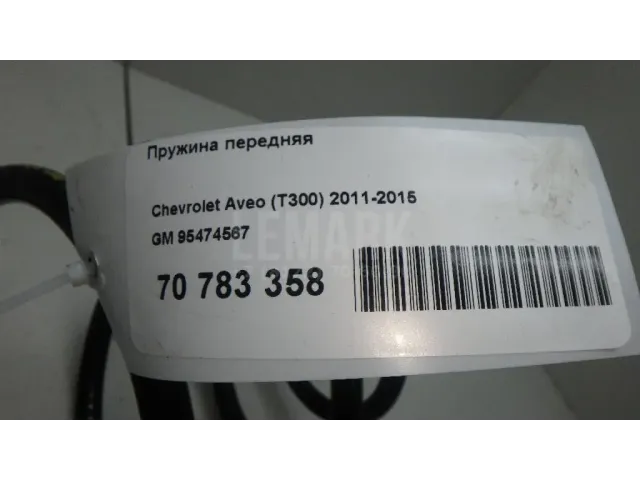 Пружина передняя
Chevrolet Aveo (T300) 2011-2015
GM 95474567
LEMARK
70 783 358